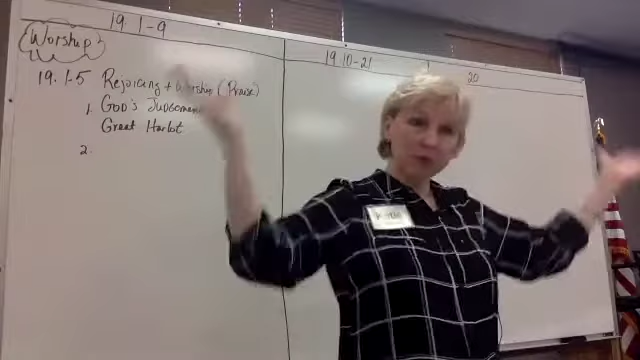 19. 1-9
Worship
19. 10-21
20
19. 1-5 Rejoicing + Worship (Praise)
1. GOD'S JUDGEMEN
Great Harlot
2.